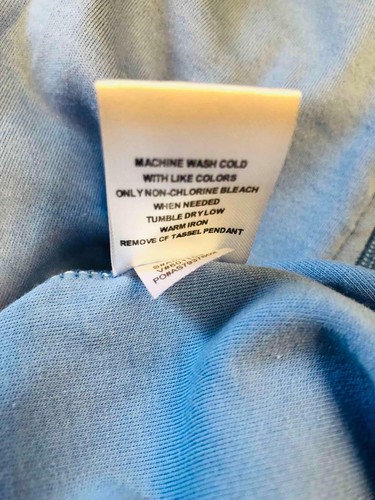 MACHINE WASH COLD
WITH LIKE COLORS
ONLY NON-CHLORINE BLEACH
WHEN NEEDED
TUMBLE DRY LOW
WARM IRON
REMOVE CF TASSEL PENDANT